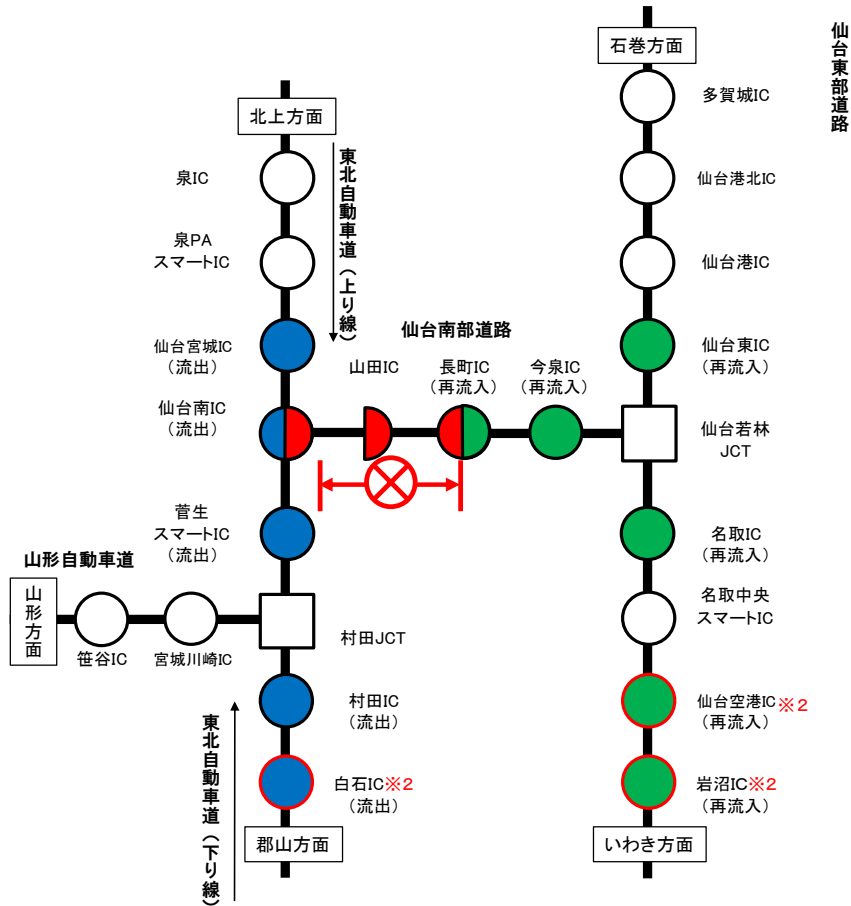 石巻方面
仙台東部道路
多賀城IC
北上方面
東北自動車道(上り線)
泉IC
仙台港北IC
泉PA
スマートIC
仙台港IC
仙台南部道路
仙台宮城IC
(流出)
山田IC
長町IC
(再流入)
今泉IC
(再流入)
仙台東IC
(再流入)
仙台南IC
(流出)
仙台若林
JCT
菅生
スマートIC
(流出)
名取IC
(再流入)
山形自動車道
山形方面
笹谷IC
宮城川崎IC
村田JCT
名取中央
スマートIC
東北自動車道(下り線)
村田IC
(流出)
仙台空港IC※2
(再流入)
白石IC※2
(流出)
岩沼IC※2
(再流入)
郡山方面
いわき方面